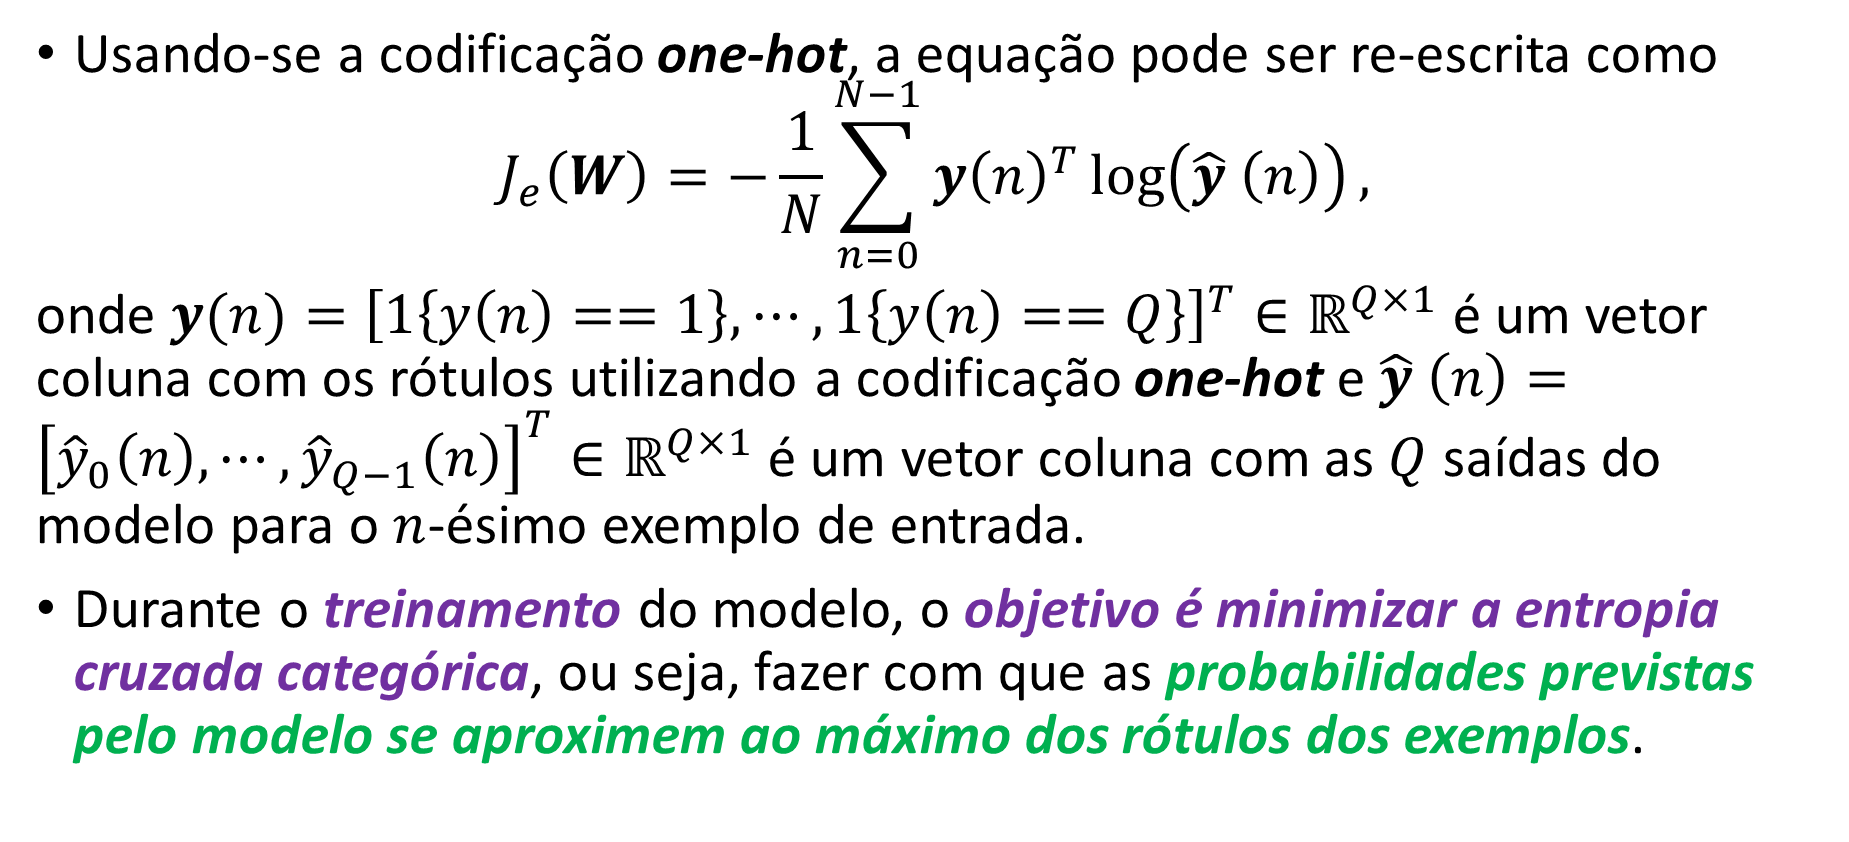 • Usando-se a codificação one-hot, a equação pode ser re-escrita como
J_e(W) = −\frac{1}{N} \sum_{n=0}^{N−1} y(n)^T log(ŷ (n)),
onde y(n) = [1{y(n) == 1}, ⋯ , 1{y(n) == Q}]^T ∈ ℝ^{Q×1} é um vetor
coluna com os rótulos utilizando a codificação one-hot e ŷ (n) =
[ŷ_0(n), ⋯ , ŷ_{Q−1}(n)]^T ∈ ℝ^{Q×1} é um vetor coluna com as Q saídas do
modelo para o n-ésimo exemplo de entrada.
• Durante o treinamento do modelo, o objetivo é minimizar a entropia
cruzada categórica, ou seja, fazer com que as probabilidades previstas
pelo modelo se aproximem ao máximo dos rótulos dos exemplos.